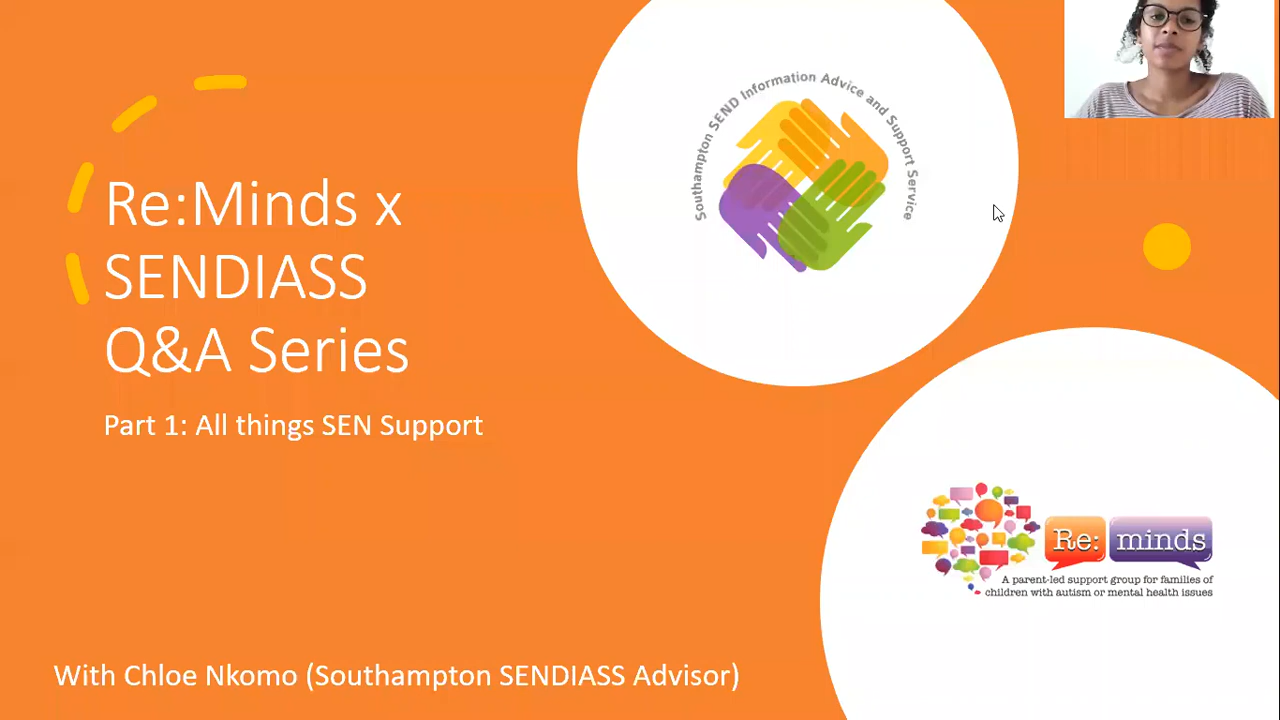 Re:Minds x
SENDIASS
Q&A Series
Part 1: All things SEN Support
With Chloe Nkomo (Southampton SENDIASS Advisor)
Southampton SEND Information Advice and Support Service
Re: minds
A parent-led support group for families of
children with autism or mental health issues